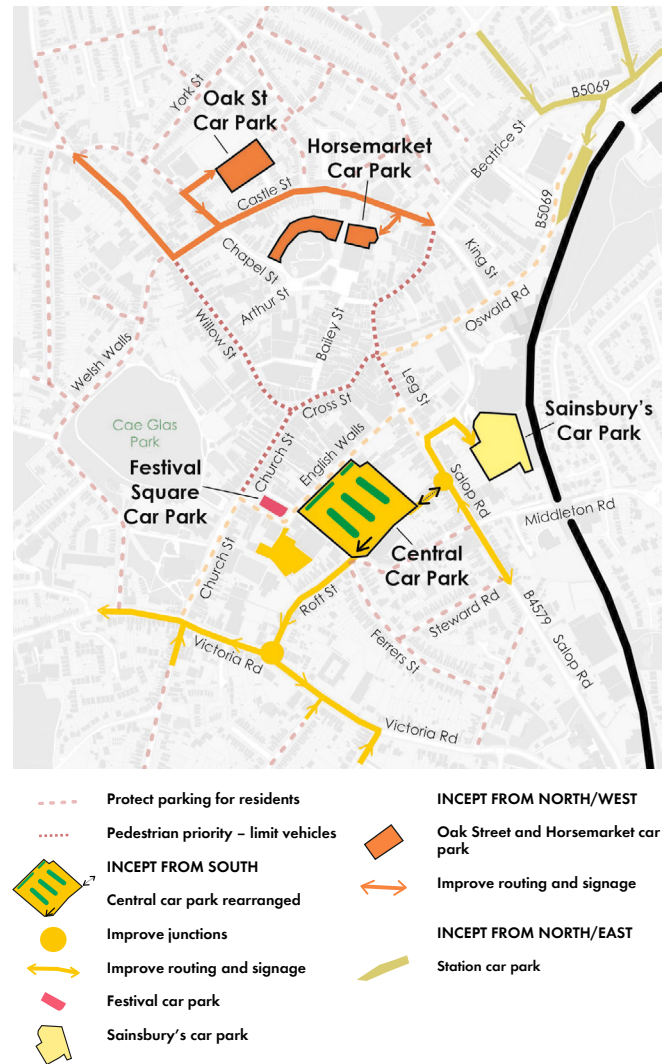 York St
Oak St
Car Park
B5069
Horsemarket
Car Park
Beatrice St
Castle St
B5069
Chapel St
King St
Arthur St
Oswald Rd
Willow St
Bailey St
Welsh Walls
Leg St
Sainsbury's
Car Park
Cross St
Cae Glas
Park
Church St
English Walls
Festival
Square
Car Park
Salop Rd
Middleton Rd
Central
Car Park
Church St
Roft St
Steward Rd
B4579
Ferrers St
Salop Rd
Victoria Rd
Victoria Rd
Protect parking for residents
Pedestrian priority – limit vehicles
INCEPT FROM SOUTH
Central car park rearranged
Improve junctions
Improve routing and signage
Festival car park
Sainsbury's car park
INCEPT FROM NORTH/WEST
Oak Street and Horsemarket car
park
Improve routing and signage
INCEPT FROM NORTH/EAST
Station car park